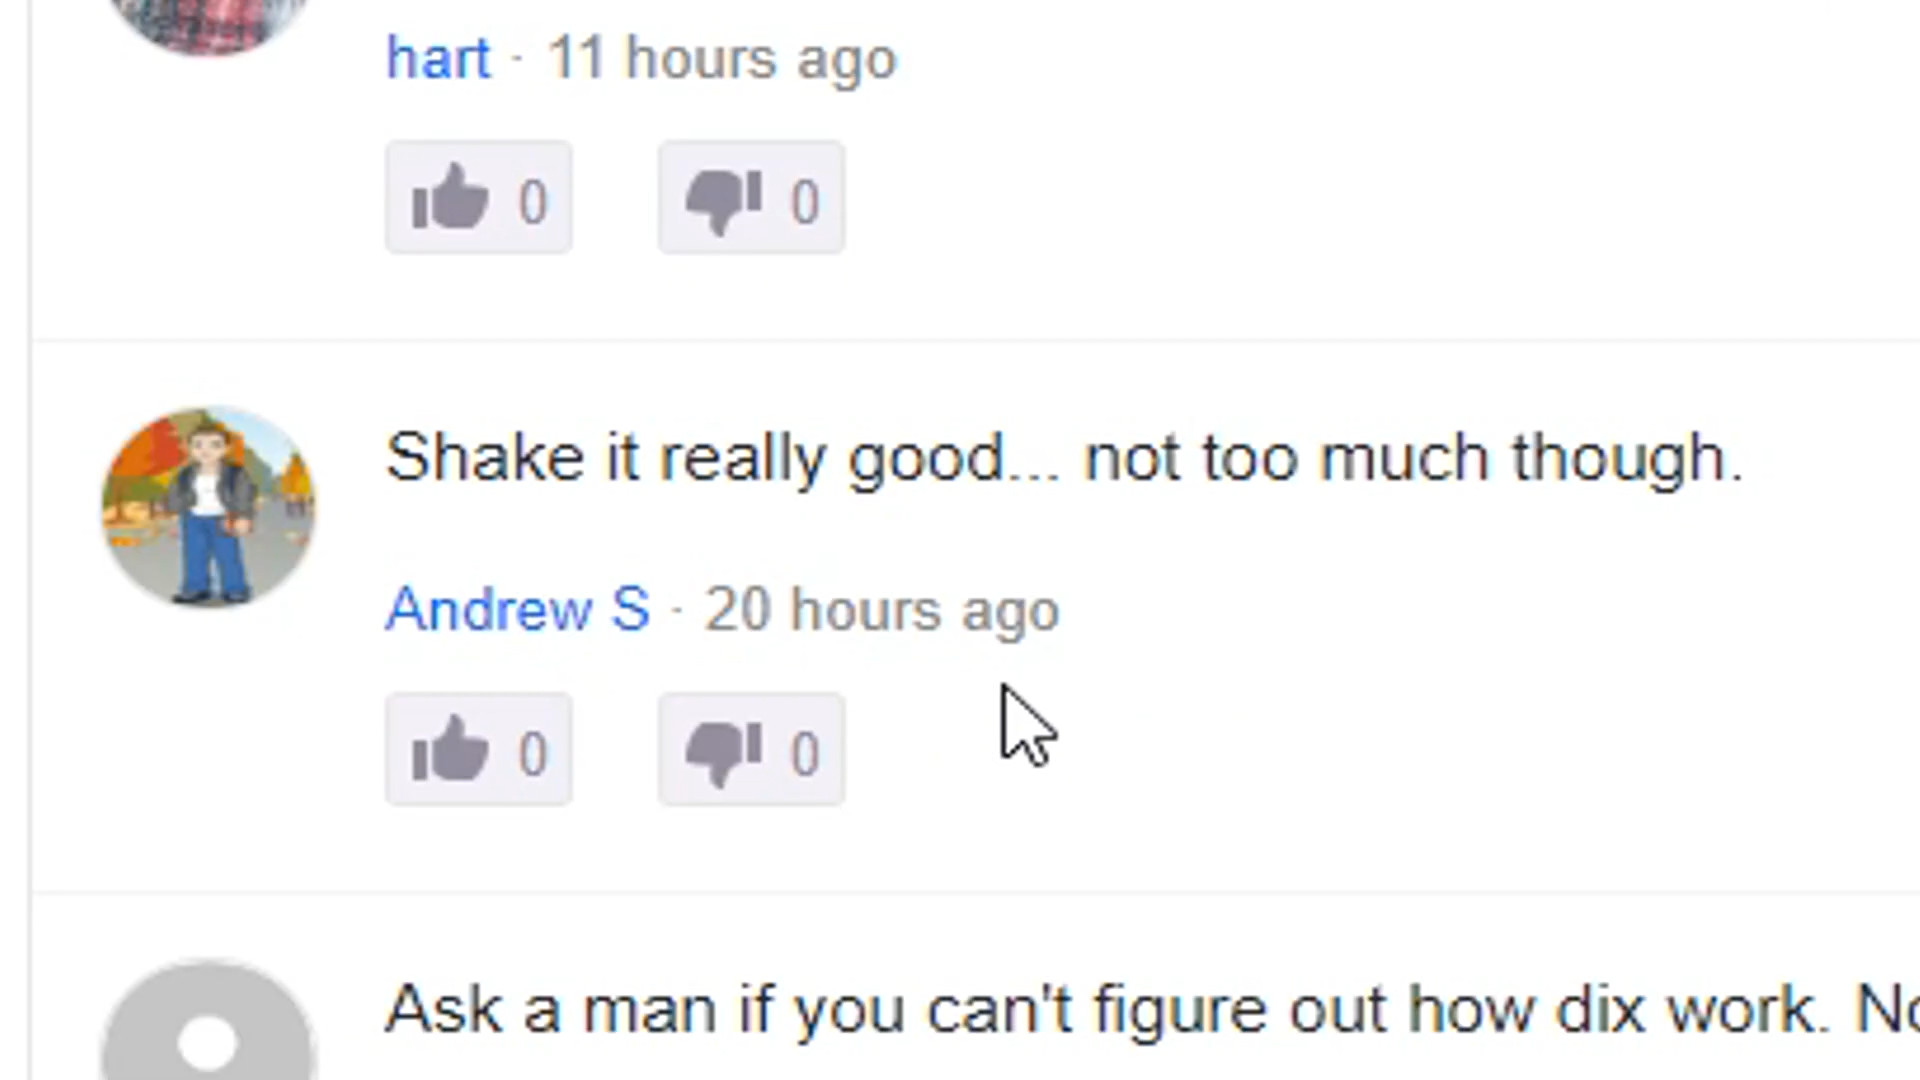 hart · 11 hours ago
0 0
Shake it really good... not too much though.
Andrew S · 20 hours ago
0 0
Ask a man if you can't figure out how dix work. No